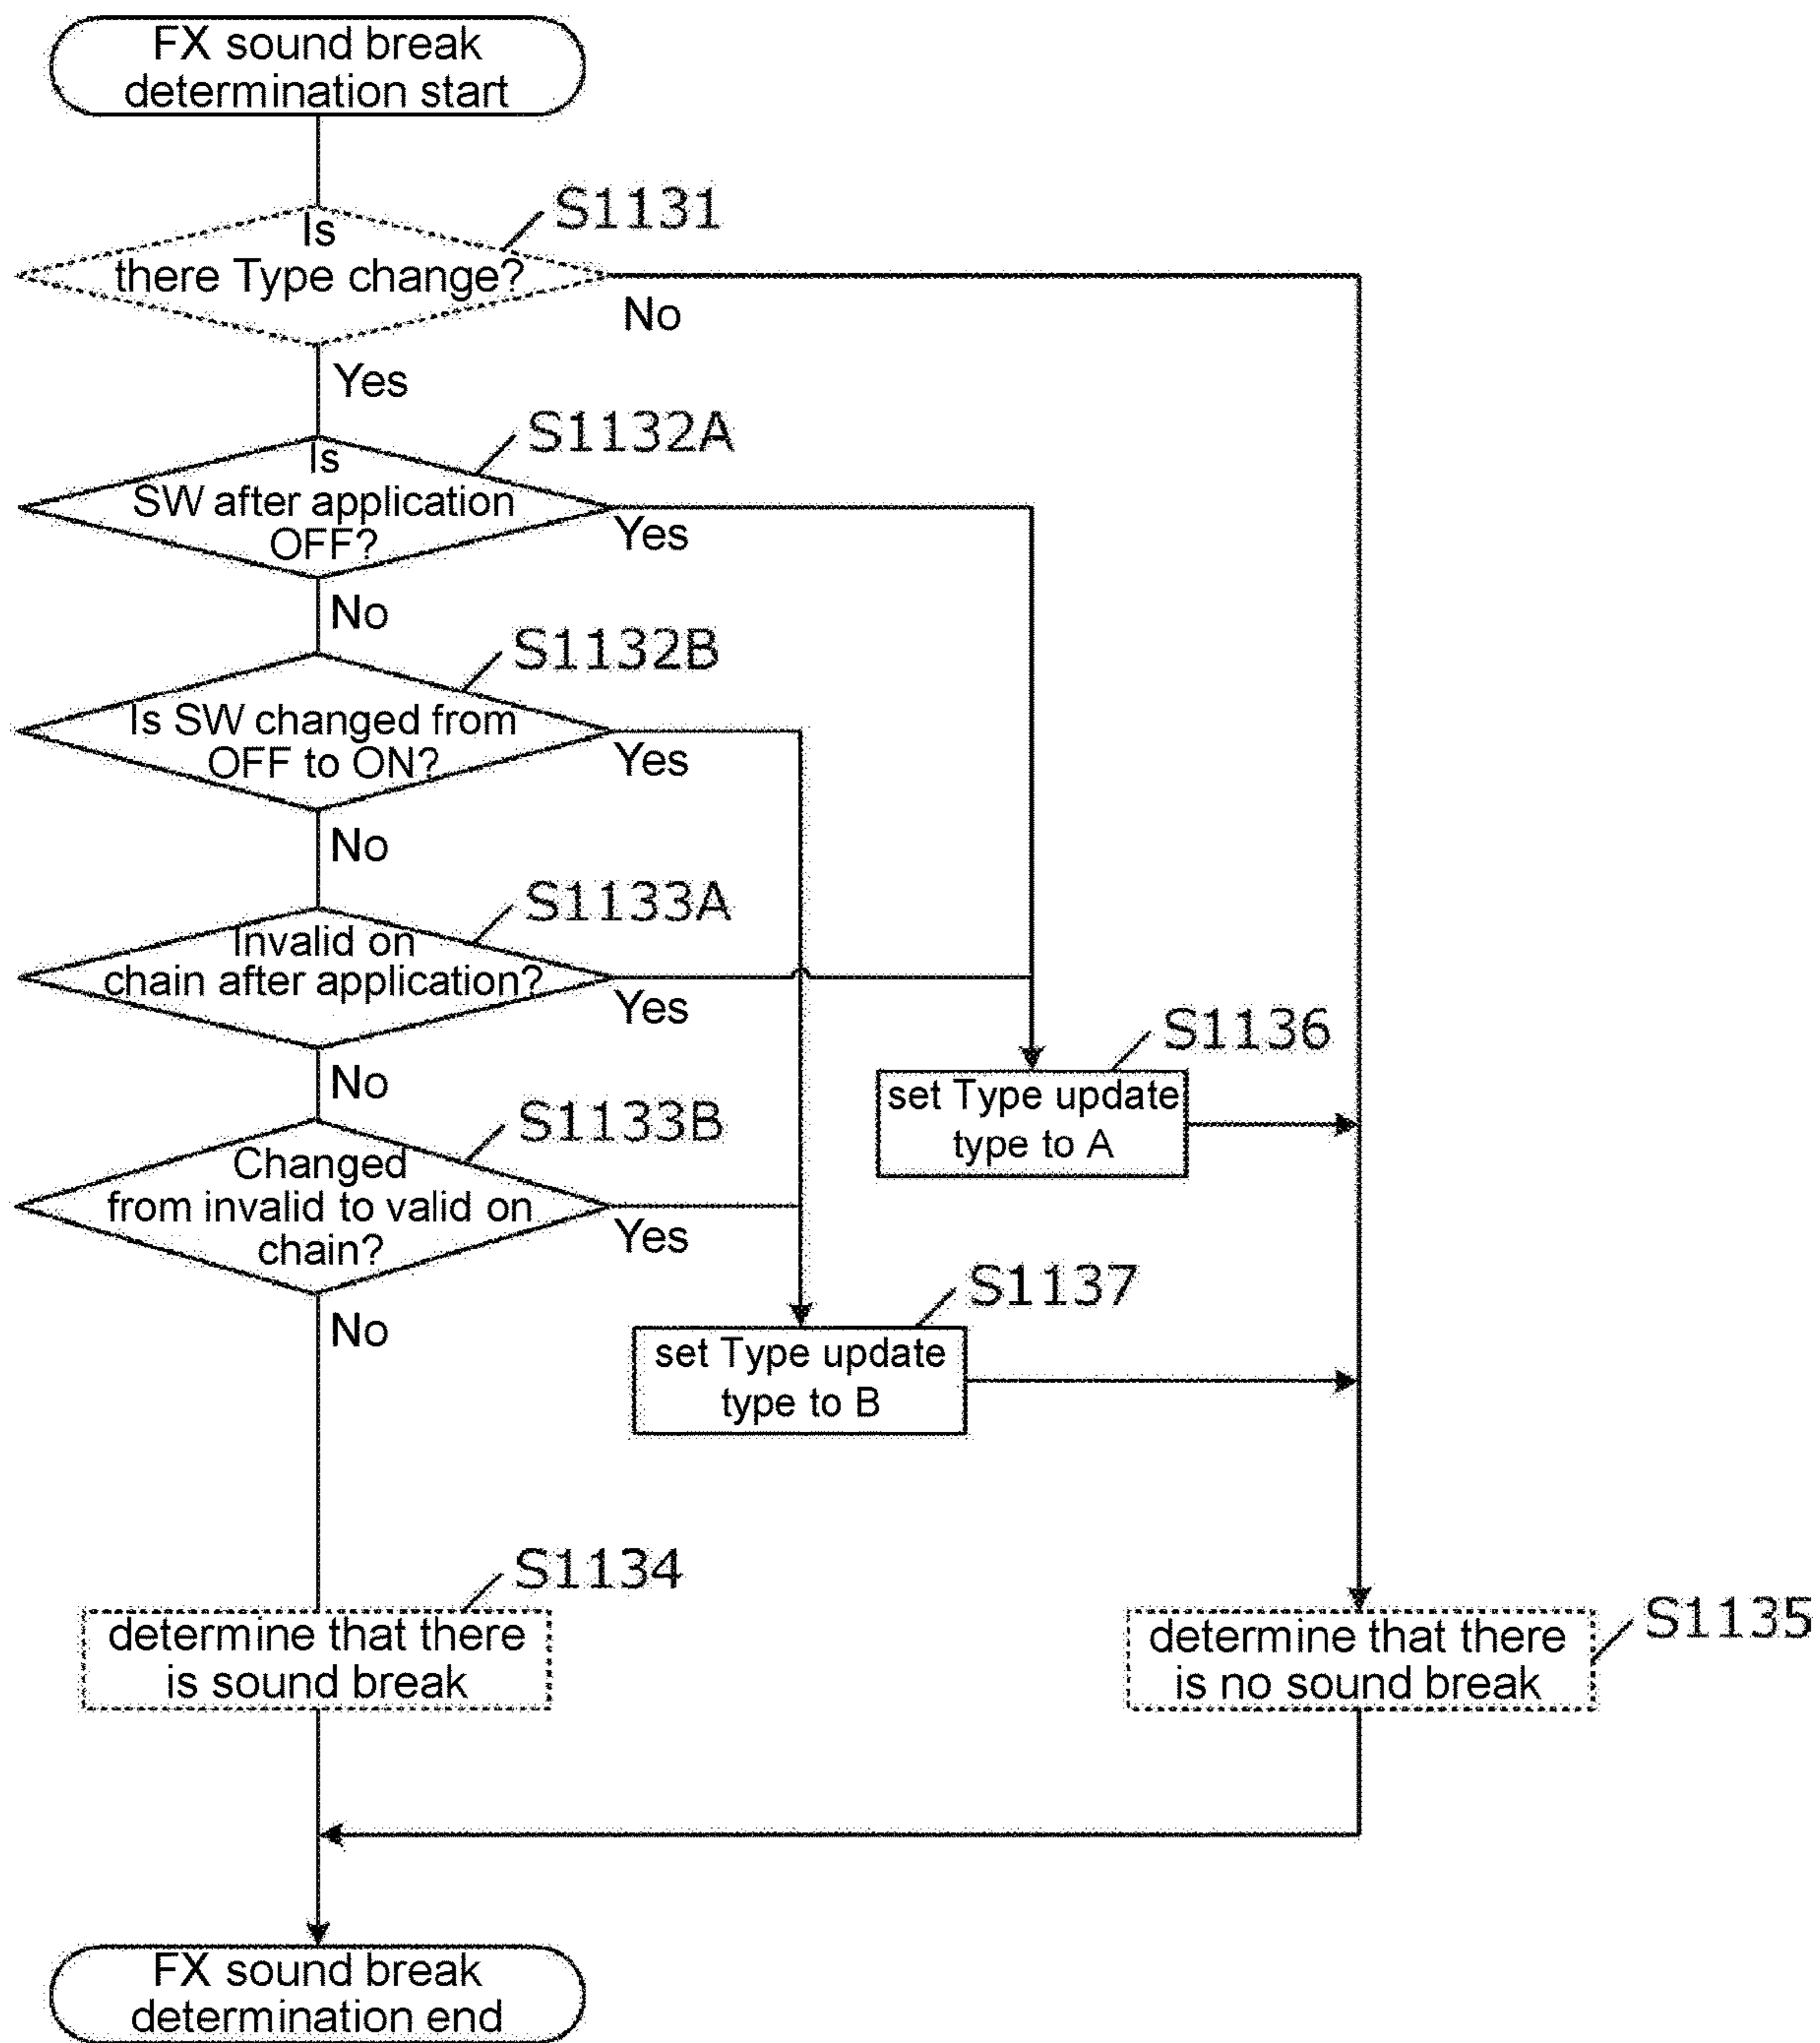 FX sound break
determination start
S1131
Is
there Type change?
No
Yes
S1132A
Is
SW after application
OFF?
Yes
No
S1132B
Is SW changed from
OFF to ON?
Yes
No
S1133A
Invalid on
chain after application?
Yes
S1136
No
set Type update
type to A
S1133B
Changed
from invalid to valid on
chain?
Yes
S1137
No
set Type update
type to B
S1134
determine that there
is sound break
S1135
determine that there
is no sound break
FX sound break
determination end